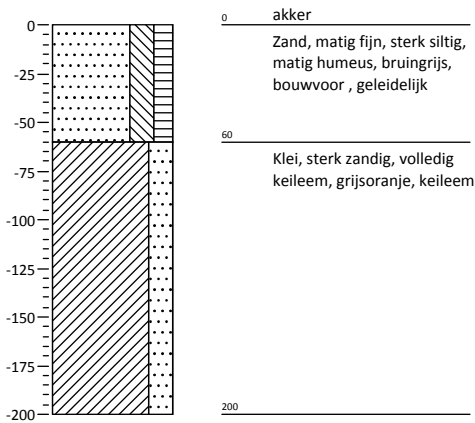 0 akker
Zand, matig fijn, sterk siltig,
matig humeus, bruingrijs,
bouwvoor , geleidelijk
60
Klei, sterk zandig, volledig
keileem, grijsoranje, keileem
200
0
-25
-50
-75
-100
-125
-150
-175
-200